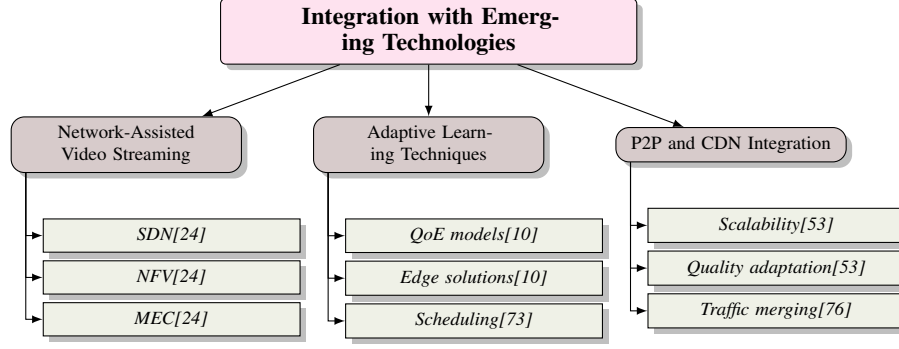 Integration with Emerg-
ing Technologies
Network-Assisted
Video Streaming
SDN[24]
NFV[24]
MEC[24]
Adaptive Learn-
ing Techniques
QoE models[10]
Edge solutions[10]
Scheduling[73]
P2P and CDN Integration
Scalability[53]
Quality adaptation[53]
Traffic merging[76]